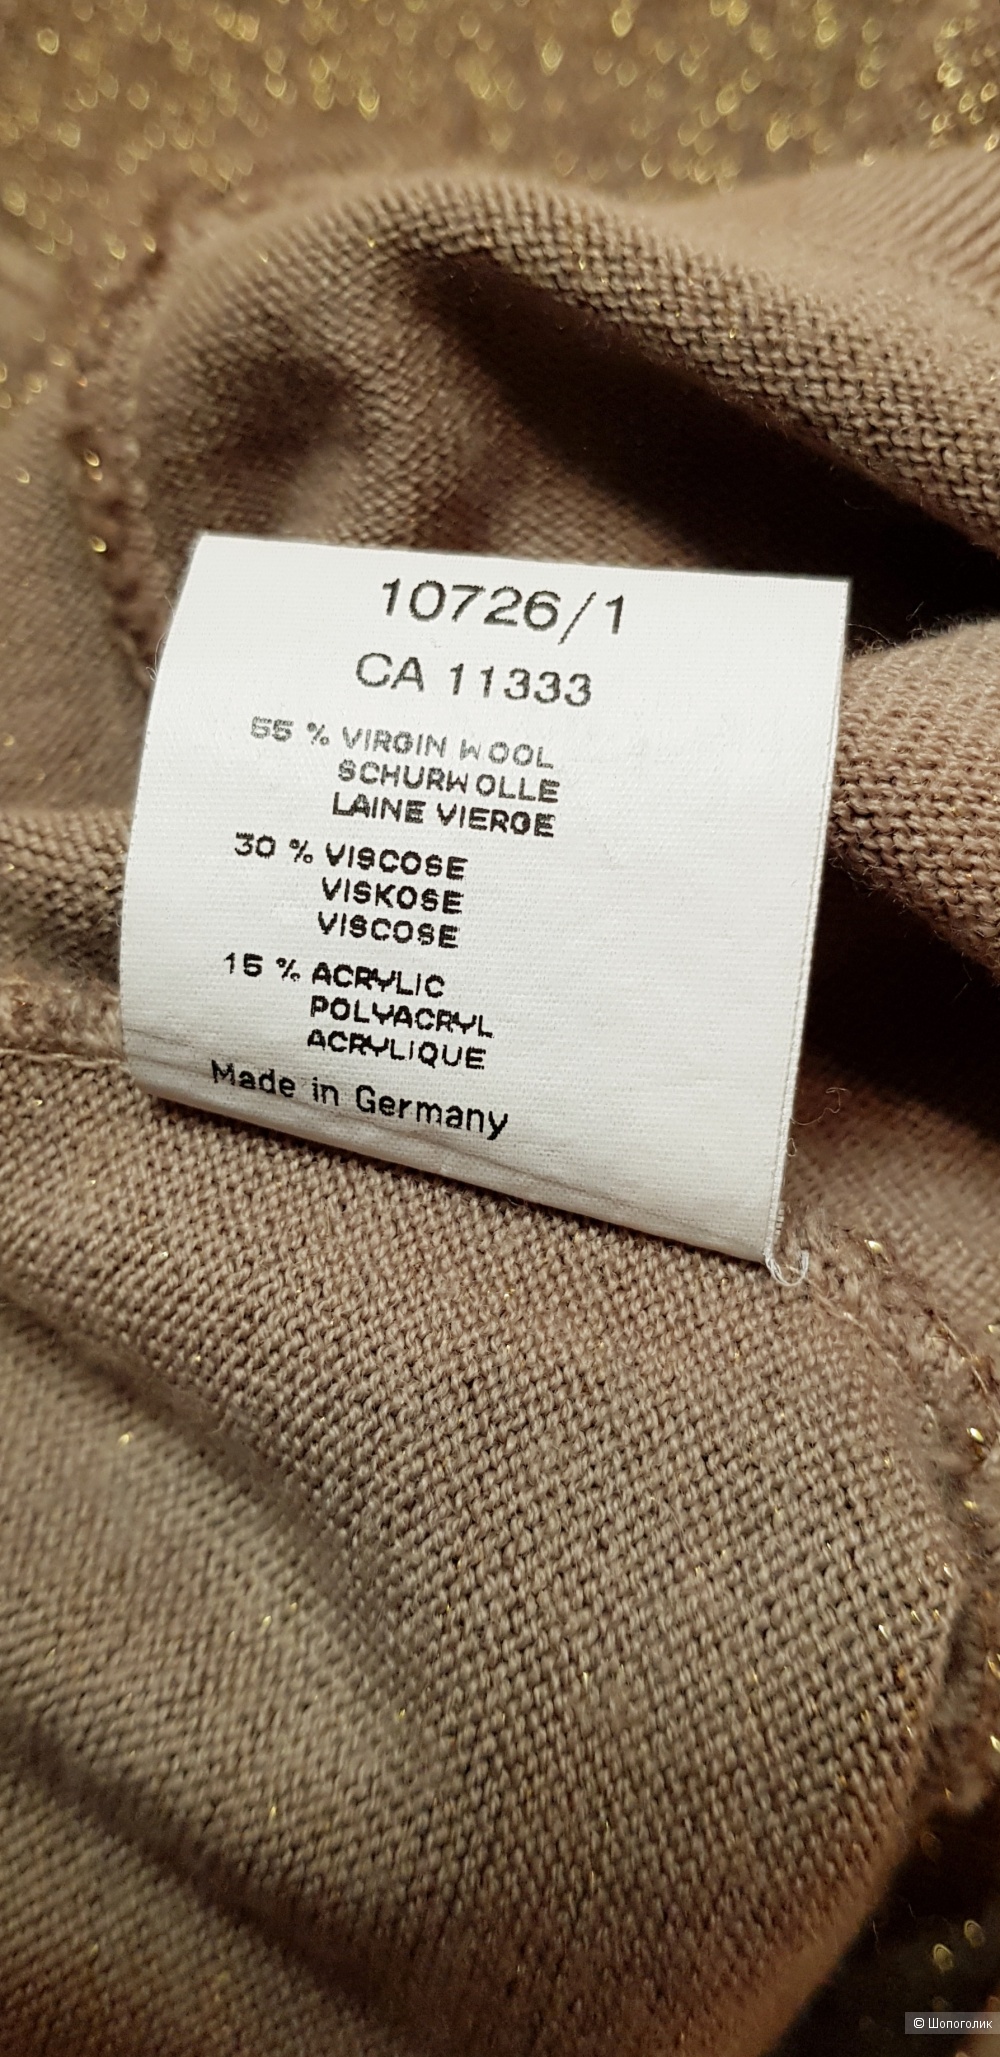 10726/1
CA 11333
55 % VIRGIN WOOL
SCHURWOLLE
LAINE VIERGE
30 % VISCOSE
VISKOSE
VISCOSE
15 % ACRYLIC
POLYACRYL
ACRYLIQUE
Made in Germany
© Шопоголик